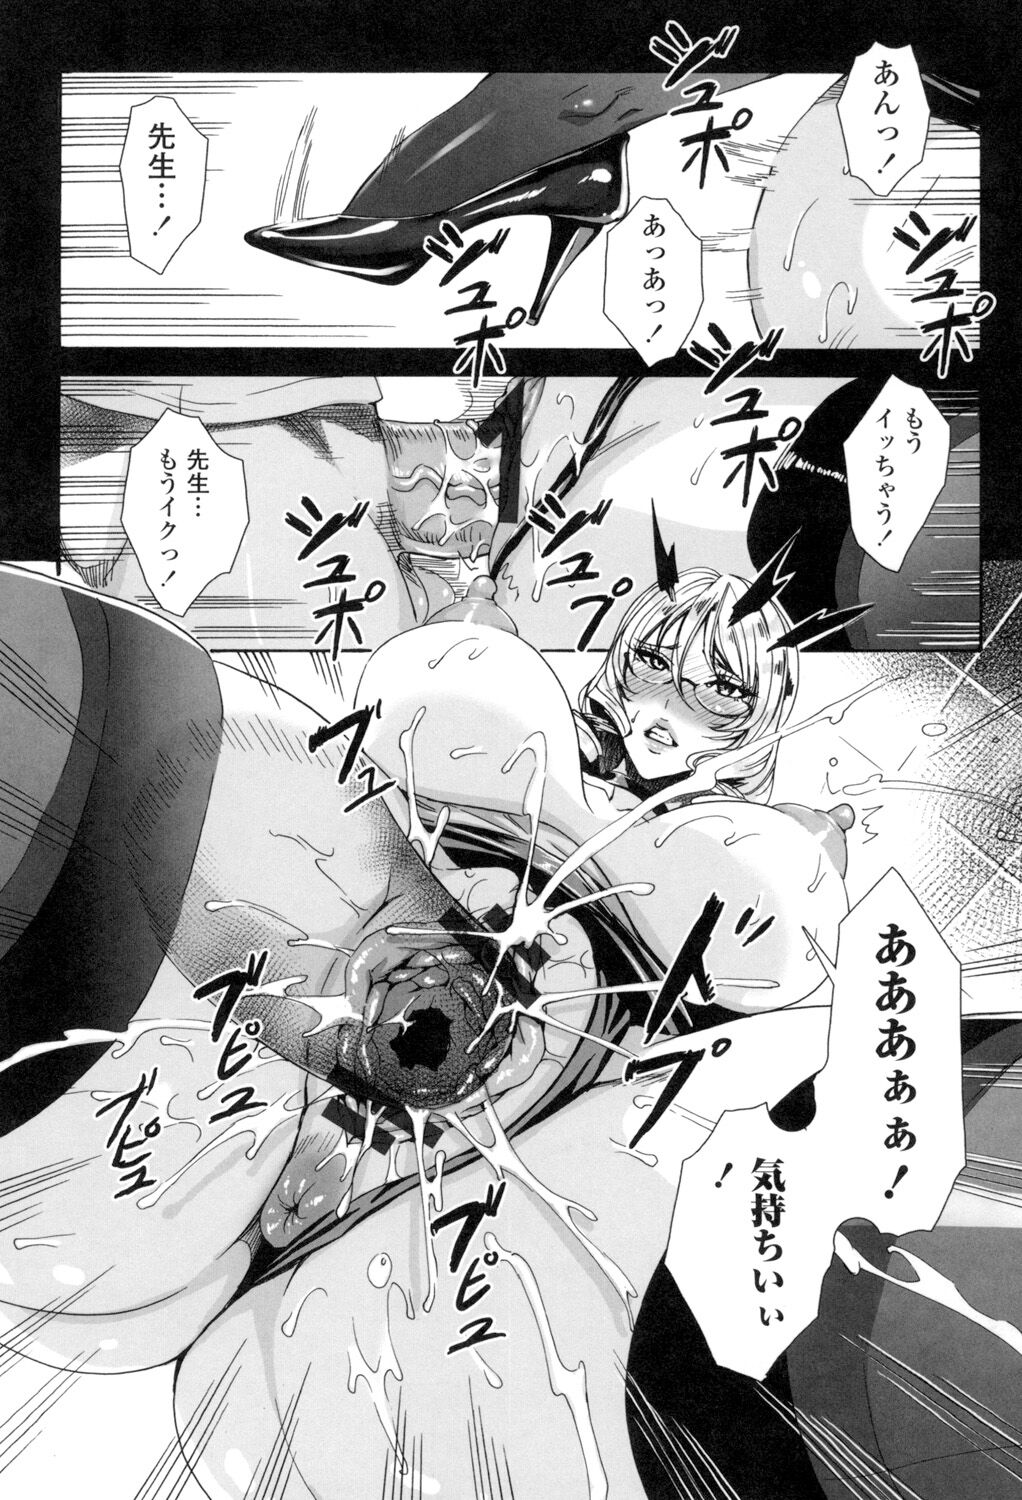 あんっ！
ジュポ
ジュポ
あっあっ！
ジュポ
先生…！
もう
イッちゃう！
ジュポ
ジュプ
ジュポ
先生…
もうイクっ！
ブュ
ドプ
ああああぁぁ！
気持ちいぃ！
ブピュ
ブピュ
ブピュ